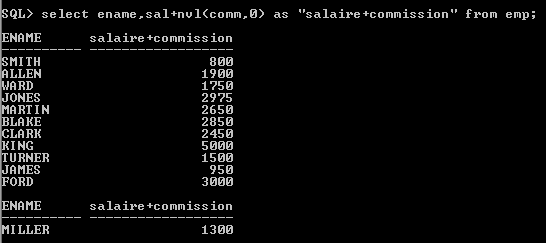 SQL> select ename,sal+nvl(comm,0) as "salaire+commission" from emp;
ENAME salaire+commission
---------- ------------------
SMITH 800
ALLEN 1900
WARD 1750
JONES 2975
MARTIN 2650
BLAKE 2850
CLARK 2450
KING 5000
TURNER 1500
JAMES 950
FORD 3000
ENAME salaire+commission
---------- ------------------
MILLER 1300